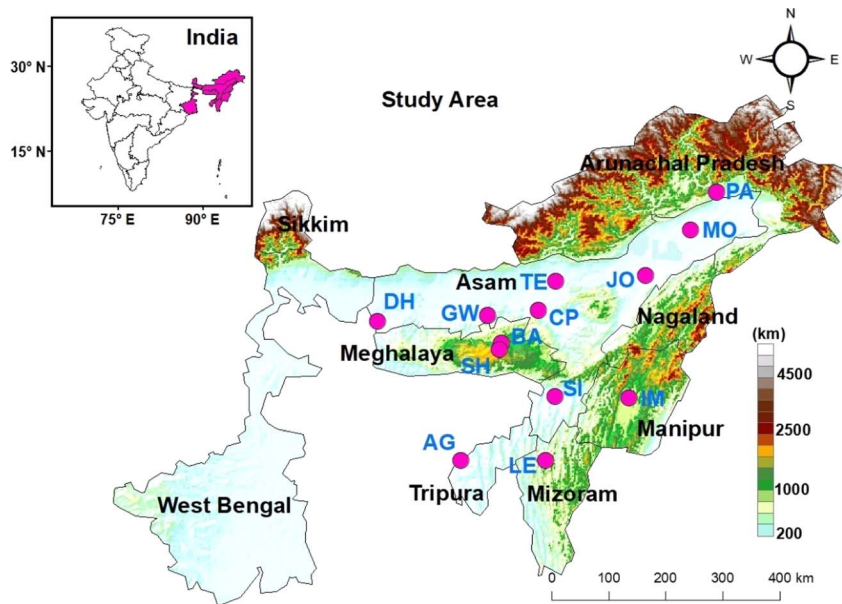 India
30° N
15° N
75° E
90° E
N
W
E
S
Study Area
Arunachal Pradesh
PA
Sikkim
MO
Asam
TE
JO
DH
GW
CP
Nagaland
BA
Meghalaya
SH
SI
IM
Manipur
AG
LE
Tripura
Mizoram
West Bengal
(km)
4500
2500
1000
200
0
100
200
300
400 km